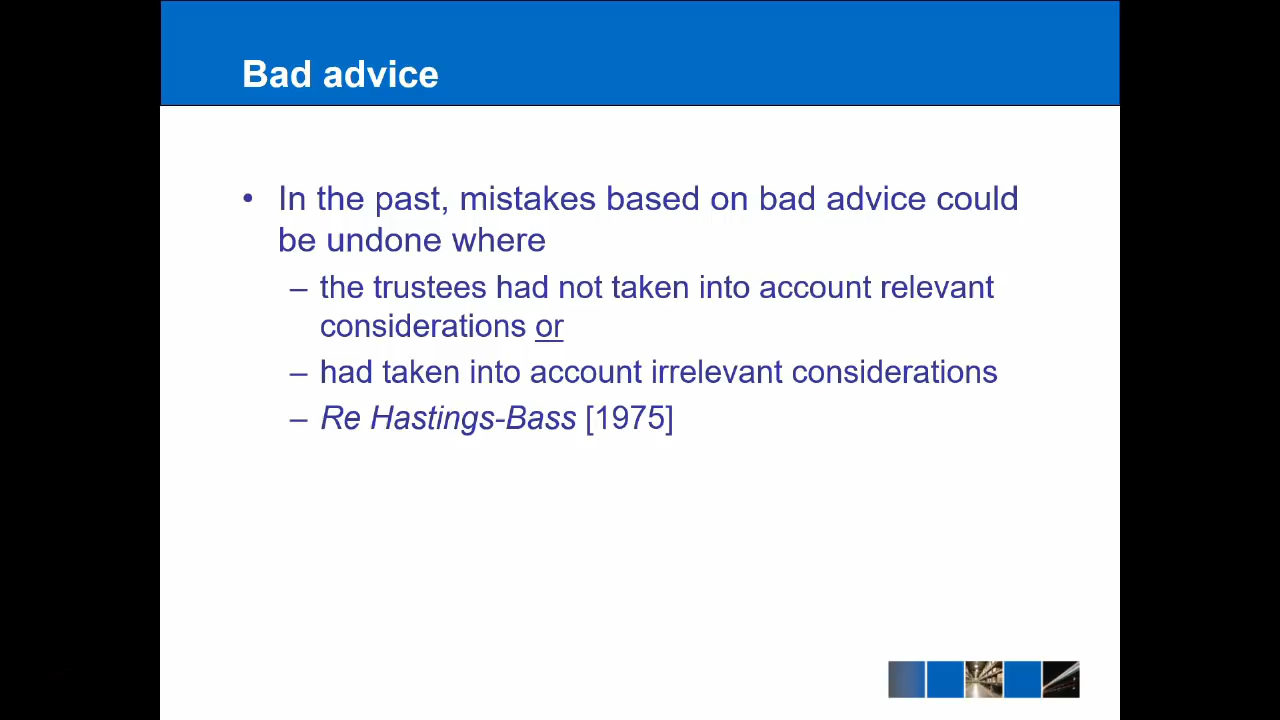 Bad advice
• In the past, mistakes based on bad advice could
be undone where
– the trustees had not taken into account relevant
considerations or
– had taken into account irrelevant considerations
– Re Hastings-Bass [1975]